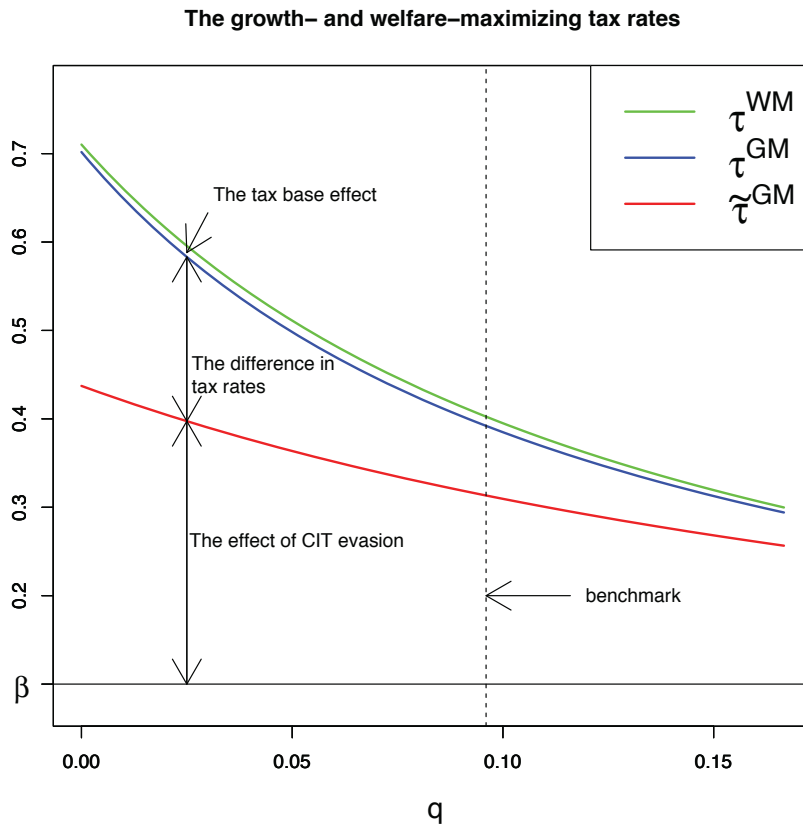 The growth– and welfare–maximizing tax rates
τ^WM
τ^GM
τ̃^GM
The tax base effect
The difference in
tax rates
The effect of CIT evasion
benchmark
0.7
0.6
0.5
0.4
0.3
0.2
β
0.00 0.05 0.10 0.15
q